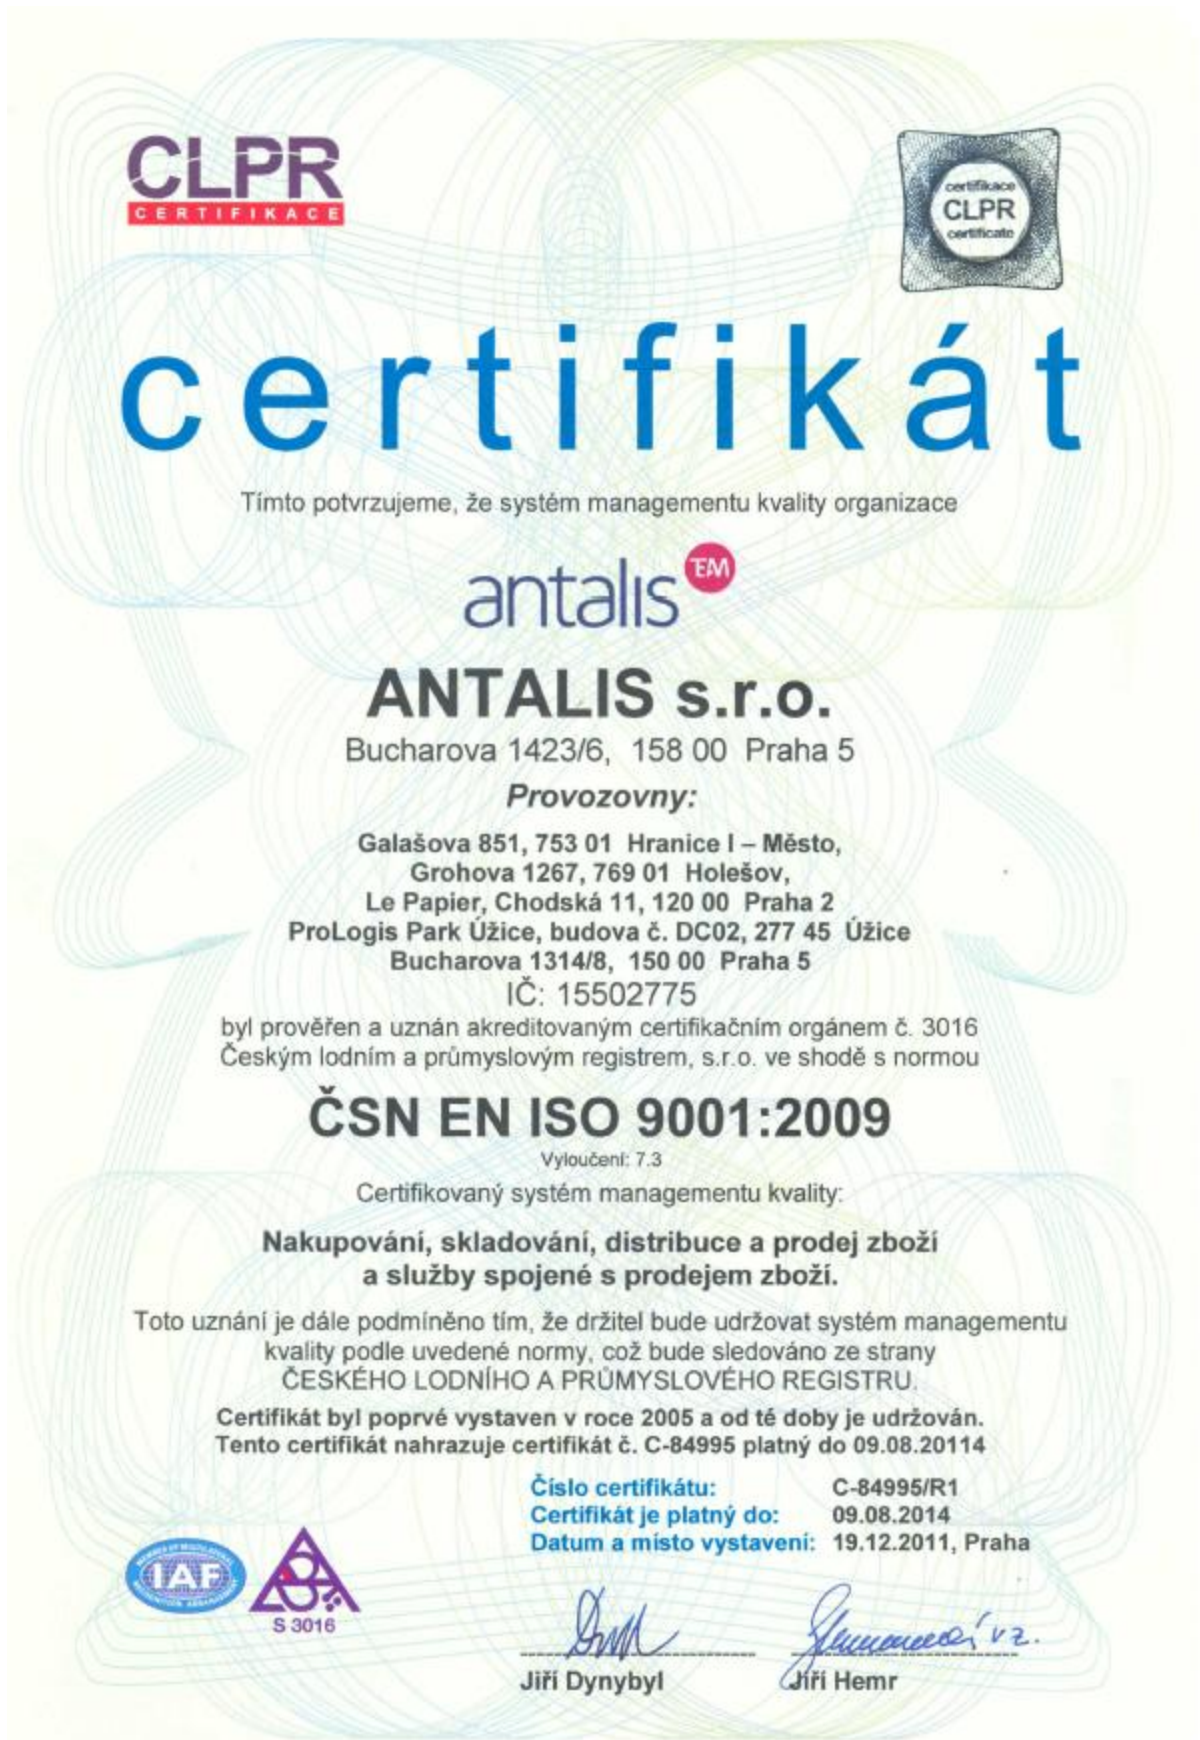 CLPR
CERTIFIKACE
certifikace
CLPR
certificate
certifikát
Tímto potvrzujeme, že systém managementu kvality organizace
antalis TM
ANTALIS s.r.o.
Bucharova 1423/6, 158 00 Praha 5
Provozovny:
Galašova 851, 753 01 Hranice I – Město,
Grohova 1267, 769 01 Holešov,
Le Papier, Chodská 11, 120 00 Praha 2
ProLogis Park Úžice, budova č. DC02, 277 45 Úžice
Bucharova 1314/8, 150 00 Praha 5
IČ: 15502775
byl prověřen a uznán akreditovaným certifikačním orgánem č. 3016
Českým lodním a průmyslovým registrem, s.r.o. ve shodě s normou
ČSN EN ISO 9001:2009
Vyloučení: 7.3
Certifikovaný systém managementu kvality:
Nakupování, skladování, distribuce a prodej zboží
a služby spojené s prodejem zboží.
Toto uznání je dále podmíněno tím, že držitel bude udržovat systém managementu
kvality podle uvedené normy, což bude sledováno ze strany
ČESKÉHO LODNÍHO A PRŮMYSLOVÉHO REGISTRU.
Certifikát byl poprvé vystaven v roce 2005 a od té doby je udržován.
Tento certifikát nahrazuje certifikát č. C-84995 platný do 09.08.20114
Číslo certifikátu: C-84995/R1
Certifikát je platný do: 09.08.2014
Datum a místo vystavení: 19.12.2011, Praha
IAF
S 3016
vz.
Jiří Dynybyl
Jiří Hemr